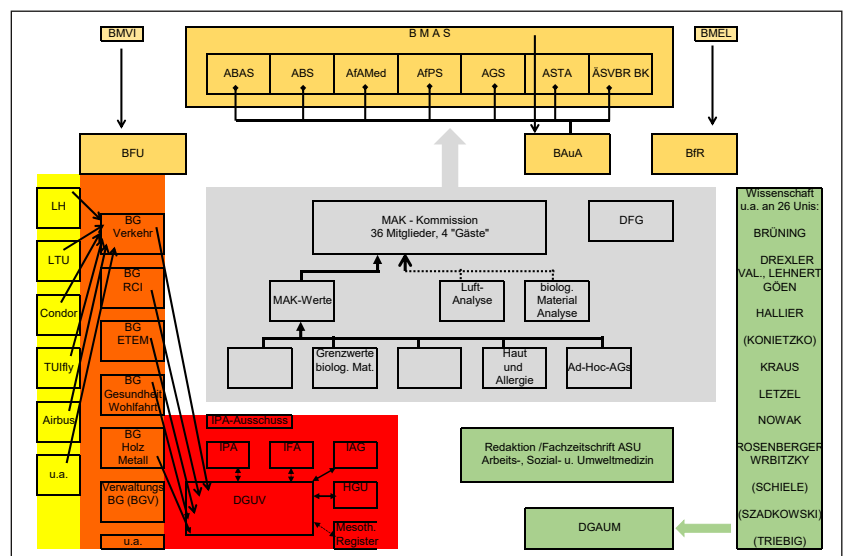 BMVI
B M A S
BMEL
ABAS
ABS
AfAMed
AfPS
AGS
ASTA
ÄSVBR BK
BFU
BAuA
BfR
LH
LTU
Condor
TUIfly
Airbus
u.a.
BG
Verkehr
BG
RCI
BG
ETEM
BG
Gesundheit
Wohlfahrt
BG
Holz
Metall
Verwaltungs
BG (BGV)
u.a.
MAK - Kommission
36 Mitglieder, 4 "Gäste"
DFG
MAK-Werte
Luft-
Analyse
biolog.
Material
Analyse
Grenzwerte
biolog. Mat.
Haut
und
Allergie
Ad-Hoc-AGs
IPA-Ausschuss
IPA
IFA
IAG
DGUV
HGU
Mesoth.
Register
Redaktion /Fachzeitschrift ASU
Arbeits-, Sozial- u. Umweltmedizin
DGAUM
Wissenschaft
u.a. an 26 Unis:
BRÜNING
DREXLER
VAL., LEHNERT
GÖEN
HALLIER
(KONIETZKO)
KRAUS
LETZEL
NOWAK
ROSENBERGER
WRBITZKY
(SCHIELE)
(SZADKOWSKI)
(TRIEBIG)